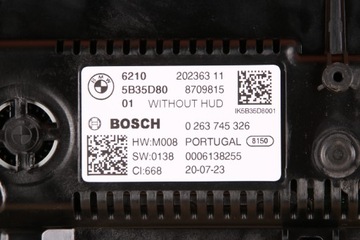 6210 202363 11
5B35D80 8709815
01 WITHOUT HUD
IK5B35D8001
BOSCH 0 263 745 326
HW:M008 PORTUGAL 8150
SW:0138 0006138255
CI:668 20-07-23